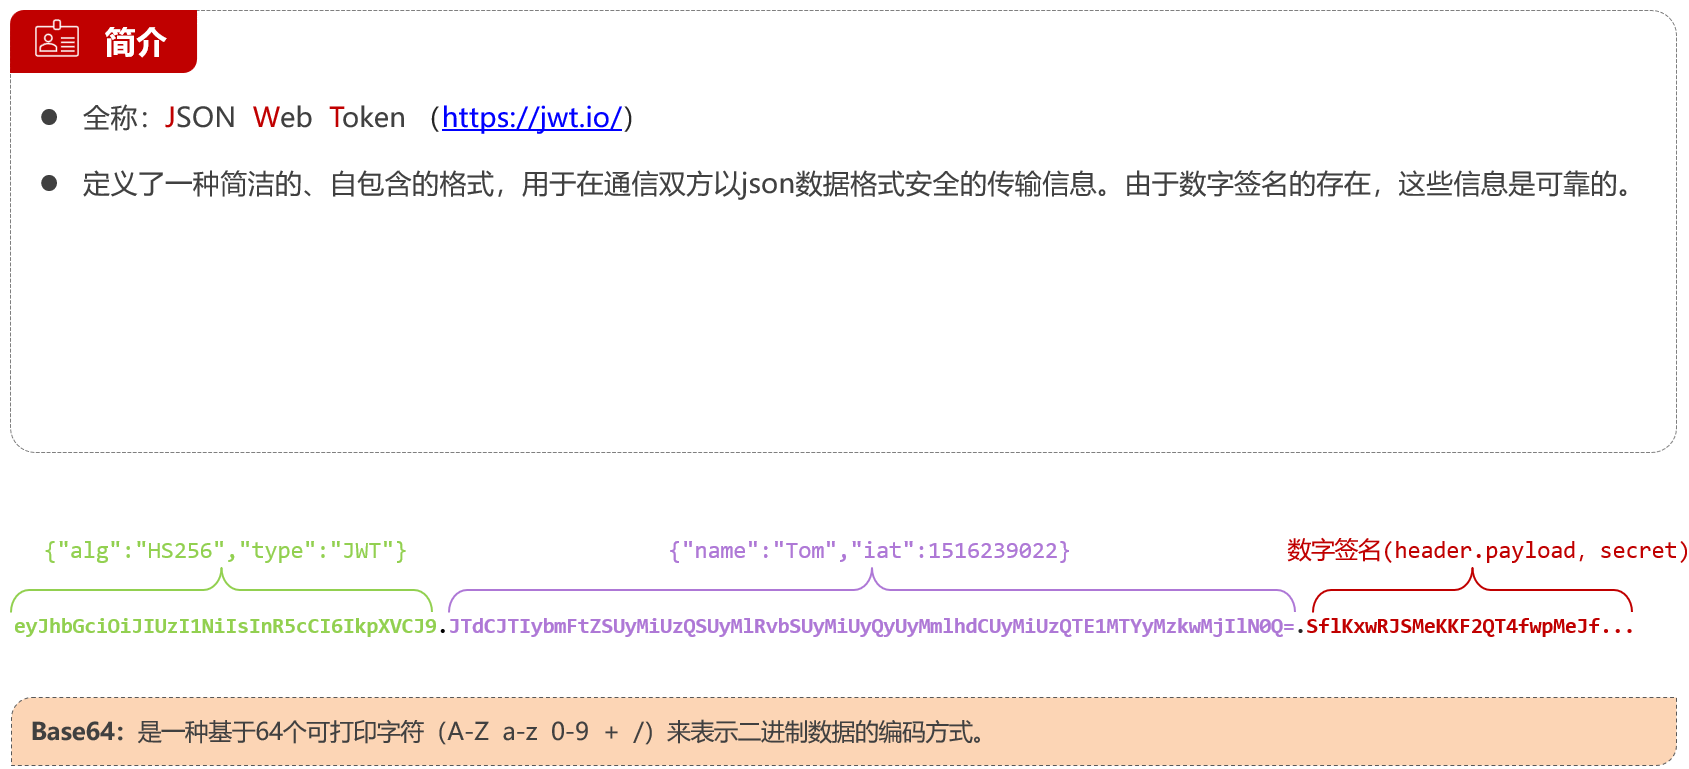 简介
全称：JSON Web Token （https://jwt.io/）
定义了一种简洁的、自包含的格式，用于在通信双方以json数据格式安全的传输信息。由于数字签名的存在，这些信息是可靠的。
{"alg":"HS256","type":"JWT"} {"name":"Tom","iat":1516239022} 数字签名(header.payload, secret)
eyJhbGciOiJIUzI1NiIsInR5cCI6IkpXVCJ9.JTdCJTIybmFtZSUyMiUzQSUyMlRvbSUyMiUyQyUyMmlhdCUyMiUzQTE1MTYyMzkwMjIlN0Q=.SflKxwRJSMeKKF2QT4fwpMeJf...
Base64：是一种基于64个可打印字符（A-Z a-z 0-9 + /）来表示二进制数据的编码方式。